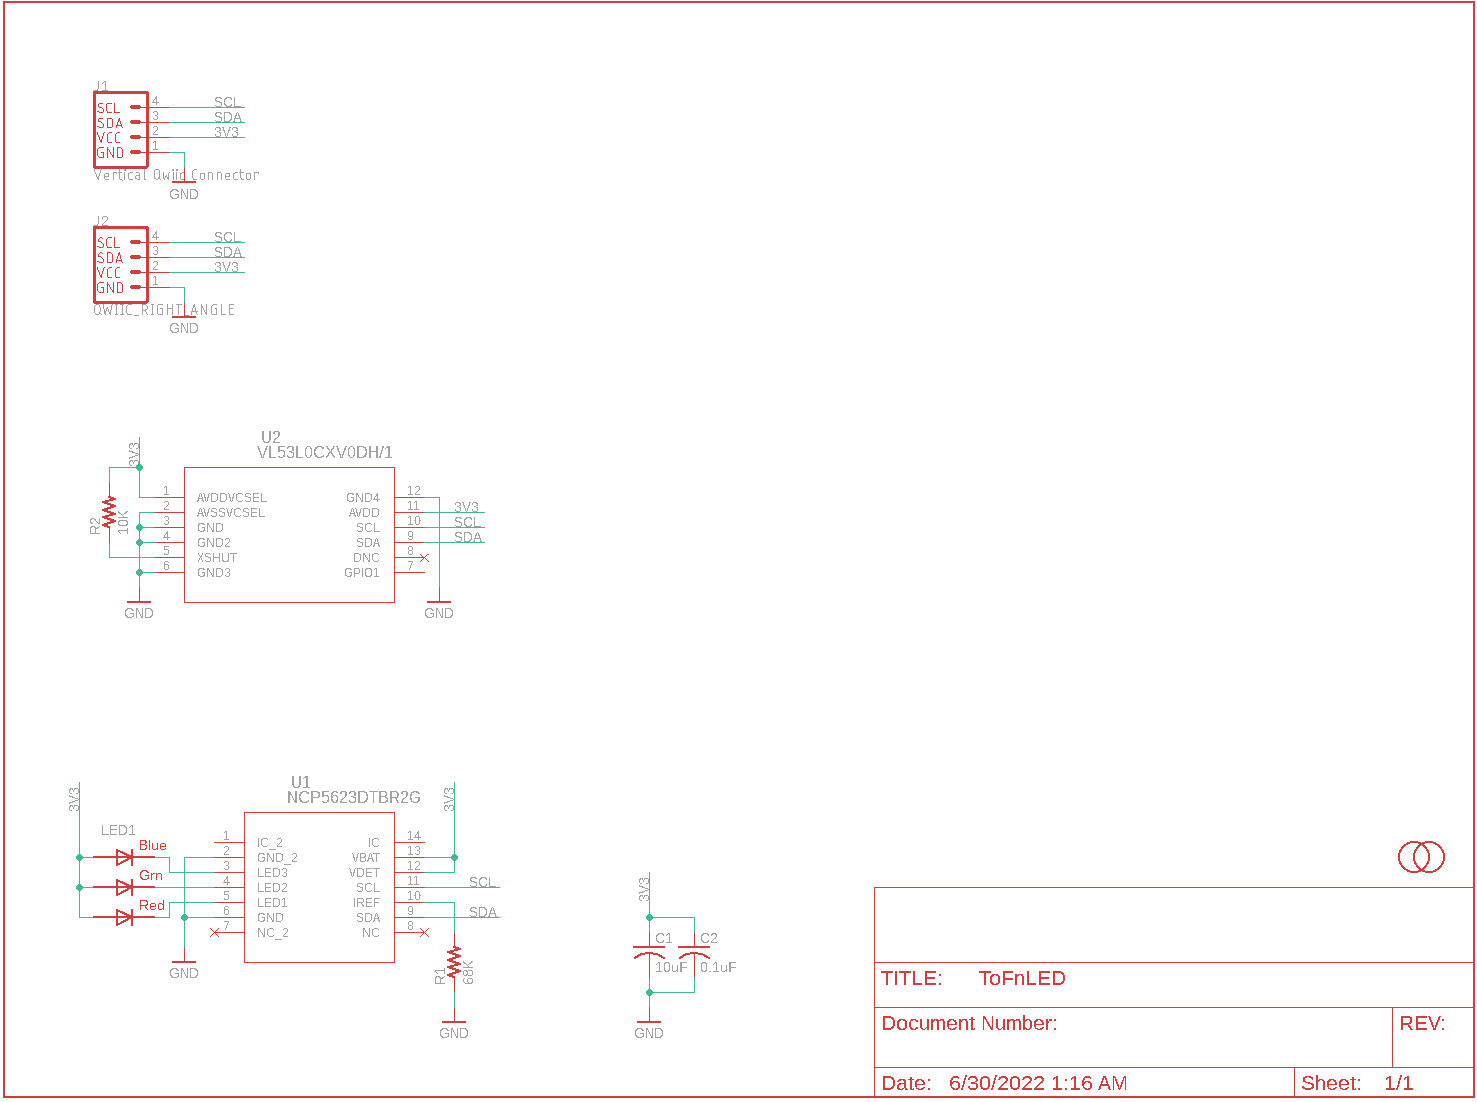 J1
SCL 4 SCL
SDA 3 SDA
VCC 2 3V3
GND 1
Vertical Qwiic Connector
GND
J2
SCL 4 SCL
SDA 3 SDA
VCC 2 3V3
GND 1
QWIIC_RIGHT_ANGLE
GND
U2
VL53L0CXV0DH/1
3V3
R2
10K
1 AVDDVCSEL GND4 12
2 AVSSVCSEL AVDD 11 3V3
3 GND SCL 10 SCL
4 GND2 SDA 9 SDA
5 XSHUT DNC 8
6 GND3 GPIO1 7
GND
GND
U1
NCP5623DTBR2G
3V3
3V3
LED1
Blue
Grn
Red
1 IC_2 IC 14
2 GND_2 VBAT 13
3 LED3 VDET 12
4 LED2 SCL 11 SCL
5 LED1 IREF 10
6 GND SDA 9 SDA
7 NC_2 NC 8
GND
R1
68K
GND
3V3
C1
C2
10uF
0.1uF
GND
TITLE: ToFnLED
Document Number:
REV:
Date: 6/30/2022 1:16 AM
Sheet: 1/1